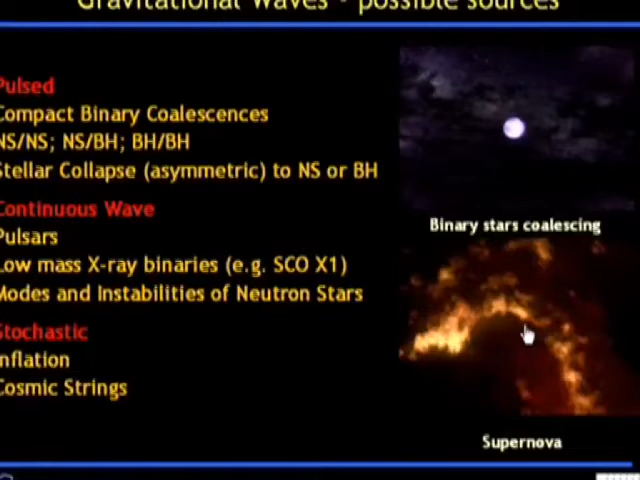 Gravitational Waves - possible sources
Pulsed
Compact Binary Coalescences
NS/NS; NS/BH; BH/BH
Stellar Collapse (asymmetric) to NS or BH
Continuous Wave
Pulsars
Low mass X-ray binaries (e.g. SCO X1)
Modes and Instabilities of Neutron Stars
Stochastic
Inflation
Cosmic Strings
Binary stars coalescing
Supernova